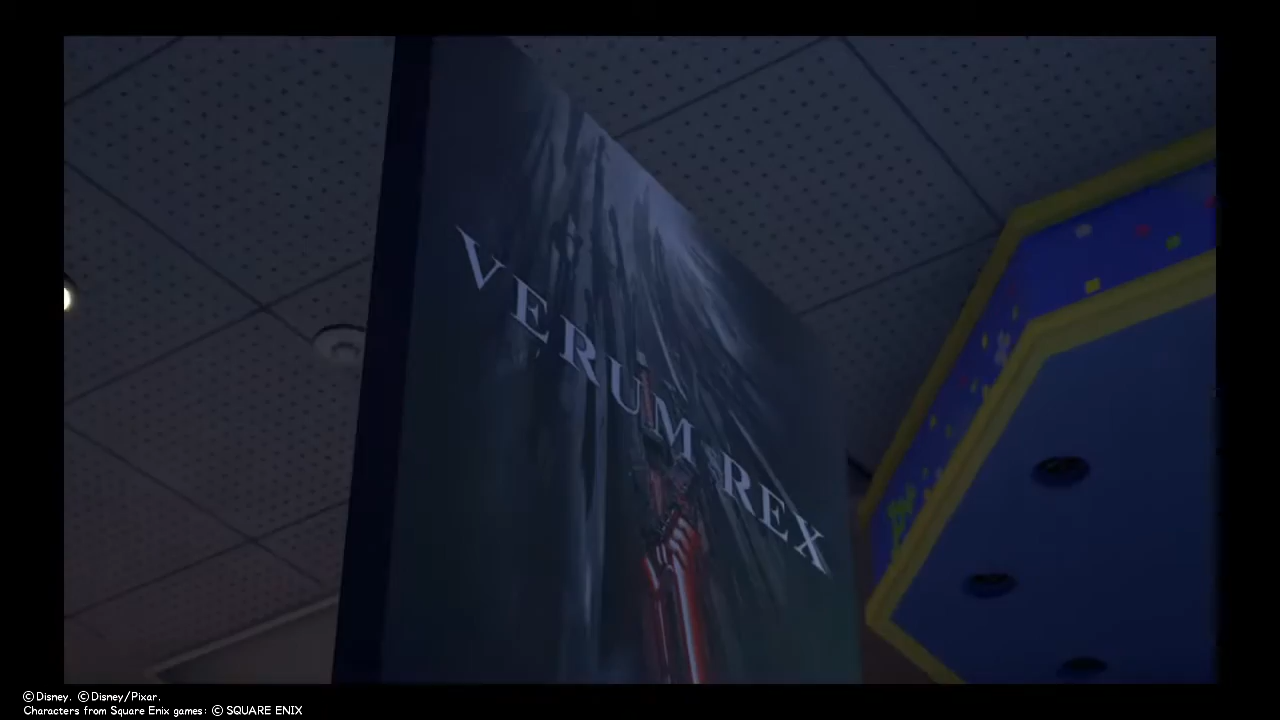 VERUM REX
©Disney. ©Disney/Pixar.
Characters from Square Enix games: © SQUARE ENIX